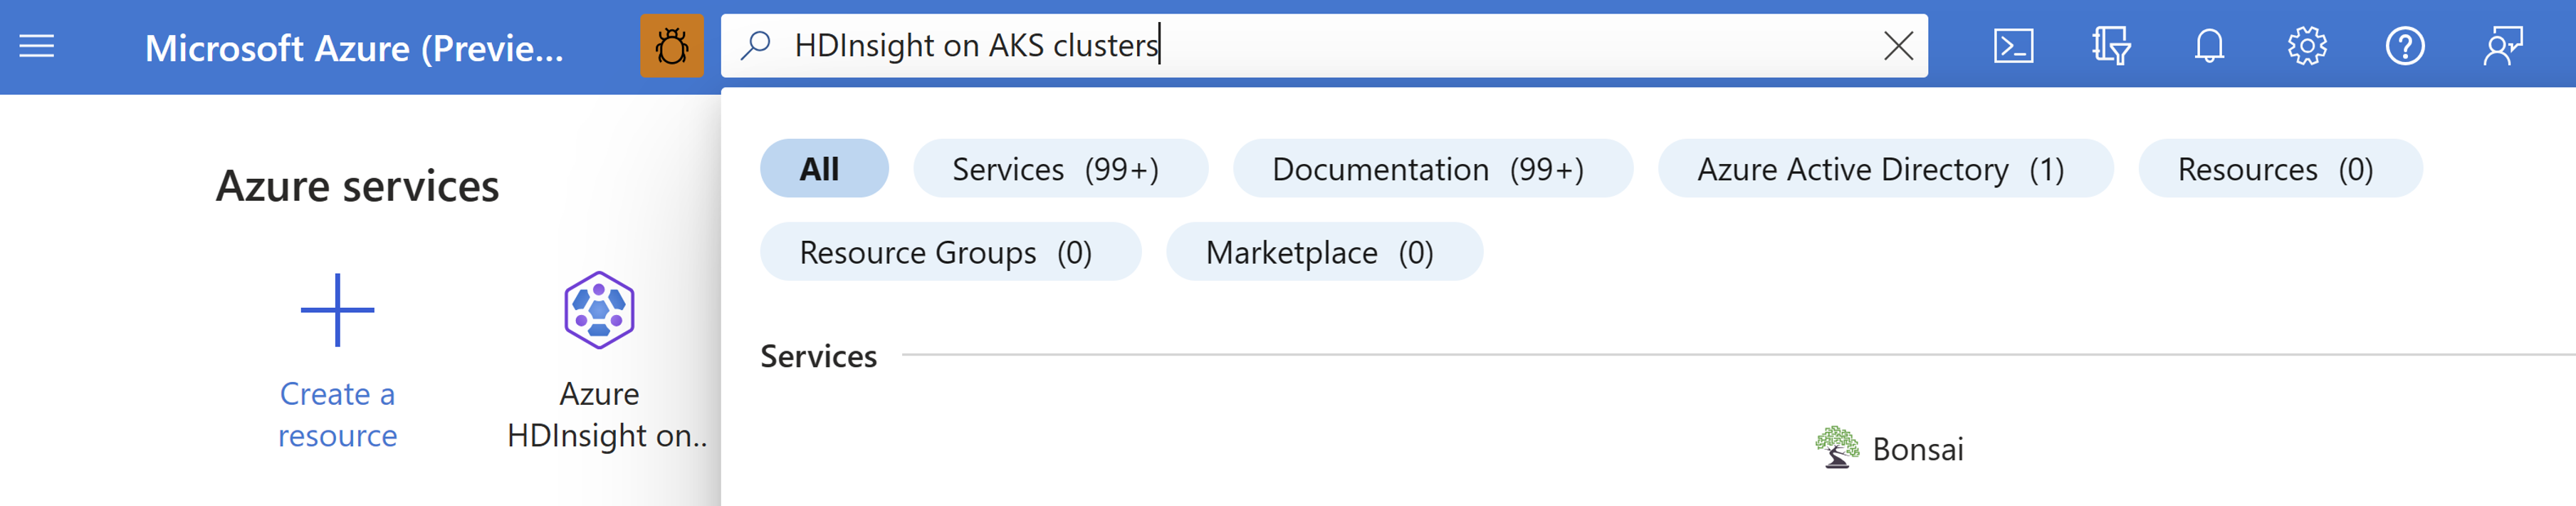 Microsoft Azure (Previe...
HDInsight on AKS clusters
All
Services (99+)
Documentation (99+)
Azure Active Directory (1)
Resources (0)
Resource Groups (0)
Marketplace (0)
Azure services
Create a
resource
Azure
HDInsight on..
Services
Bonsai